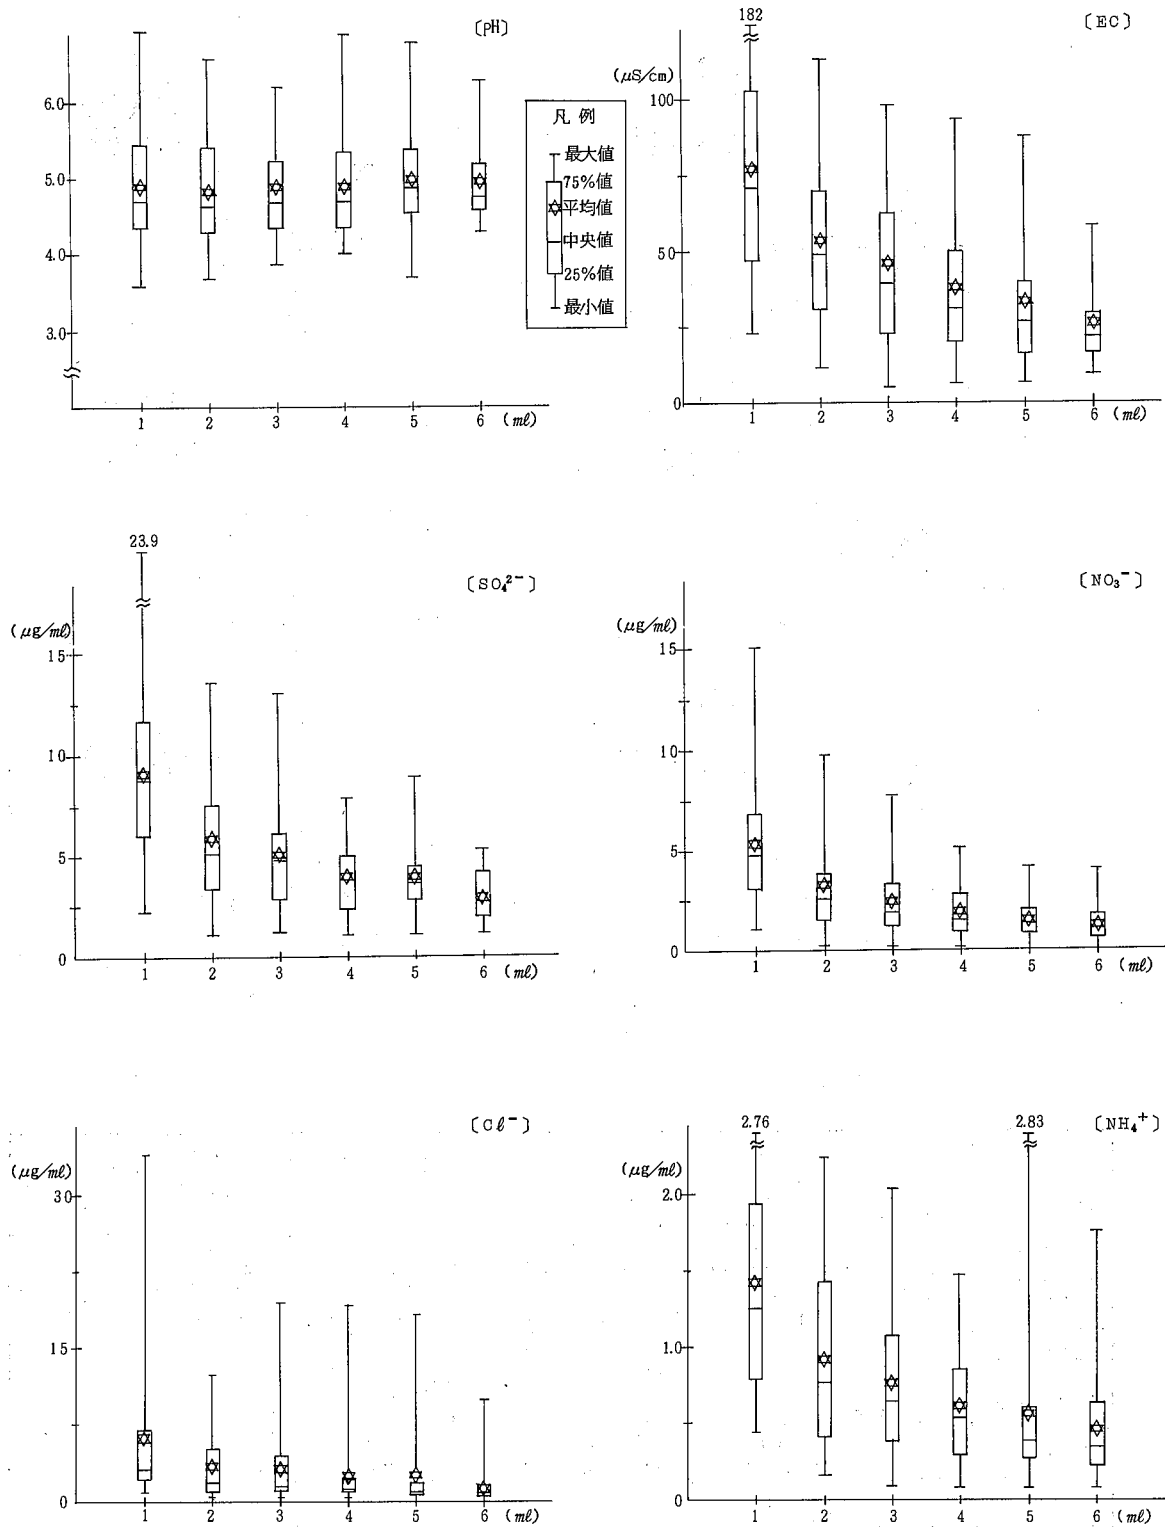 〔PH〕
6.0
5.0
4.0
3.0
1 2 3 4 5 6 (ml)
凡例
最大値
75%値
平均値
中央値
25%値
最小値
〔EC〕
182
(μS/cm)
100
50
0
1 2 3 4 5 6 (ml)
〔SO₄²⁻〕
23.9
(μg/ml)
15
10
5
0
1 2 3 4 5 6 (ml)
〔NO₃⁻〕
(μg/ml)
15
10
5
0
1 2 3 4 5 6 (ml)
〔Cl⁻〕
(μg/ml)
30
15
0
1 2 3 4 5 6 (ml)
〔NH₄⁺〕
2.76 2.83
(μg/ml)
2.0
1.0
0
1 2 3 4 5 6 (ml)